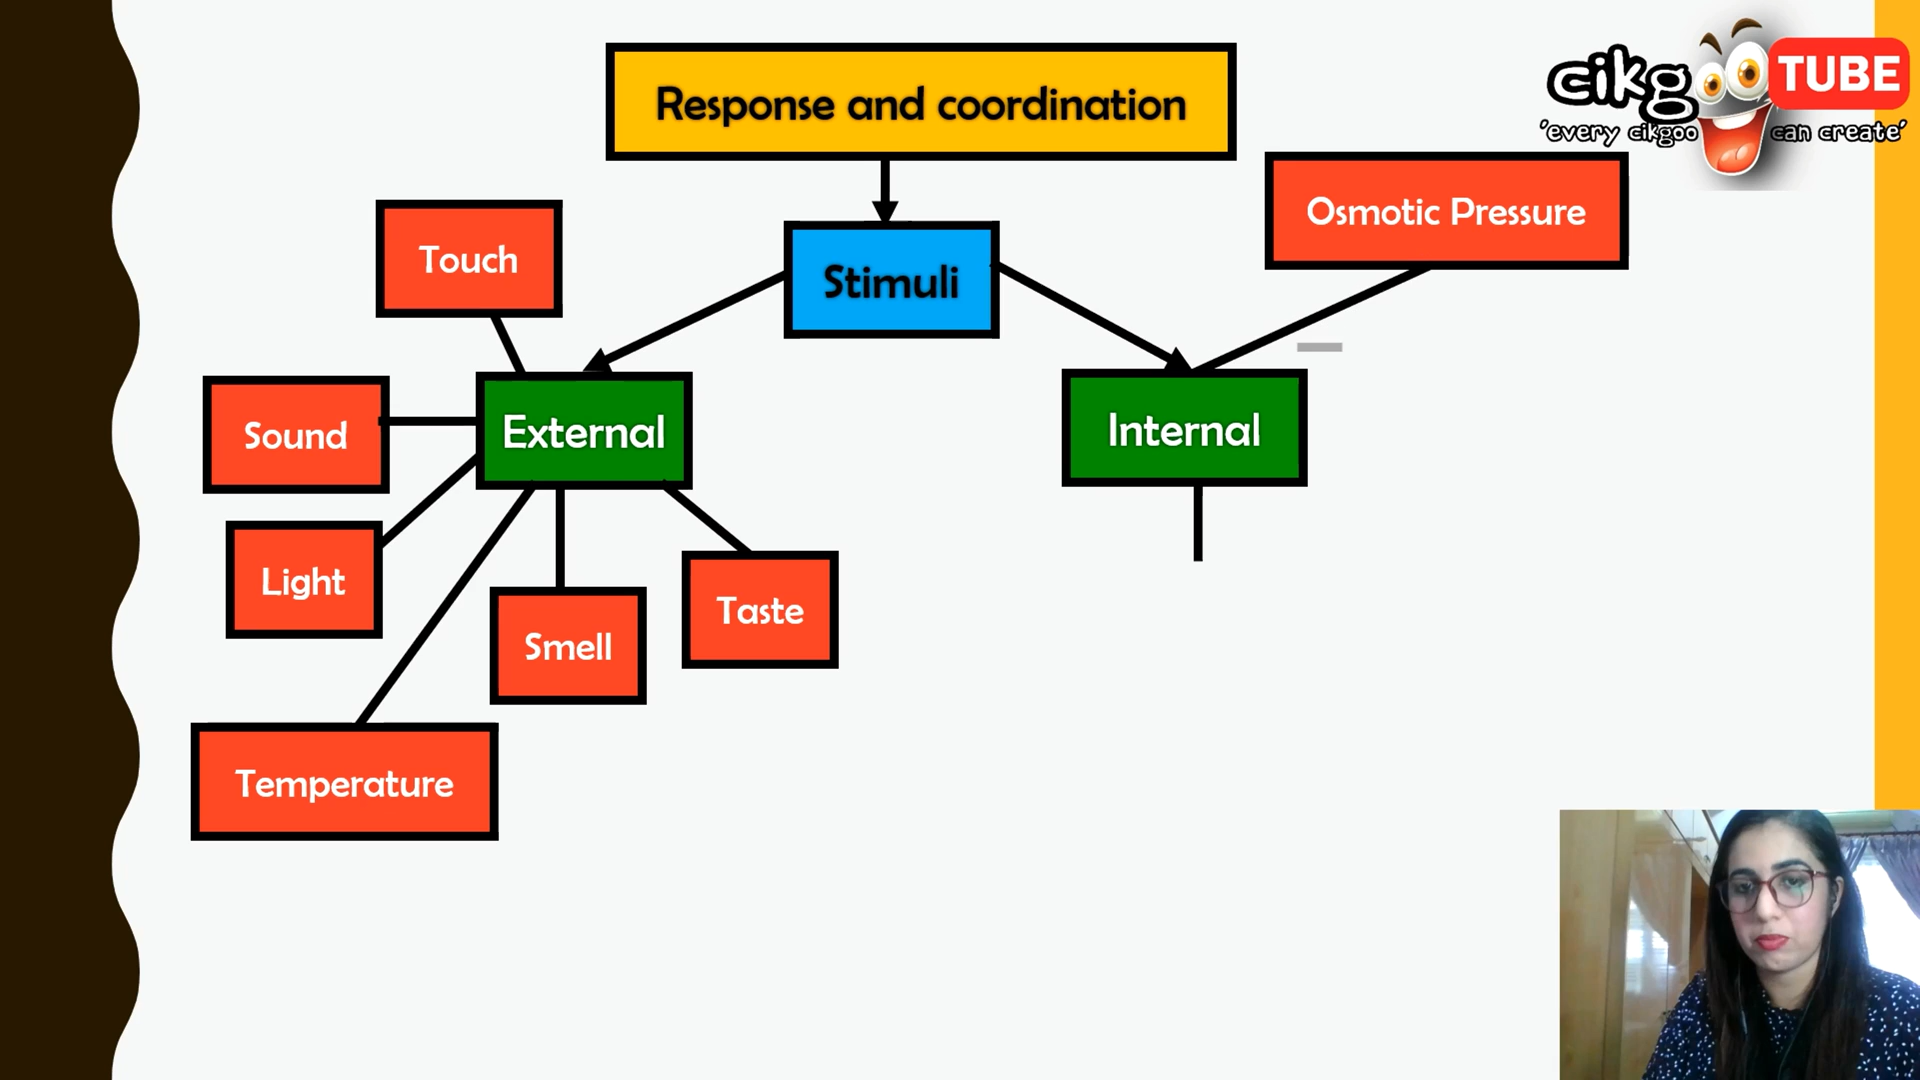 Response and coordination
cikgoo TUBE
'every cikgoo can create'
Osmotic Pressure
Touch
Stimuli
Sound
External
Internal
Light
Smell
Taste
Temperature